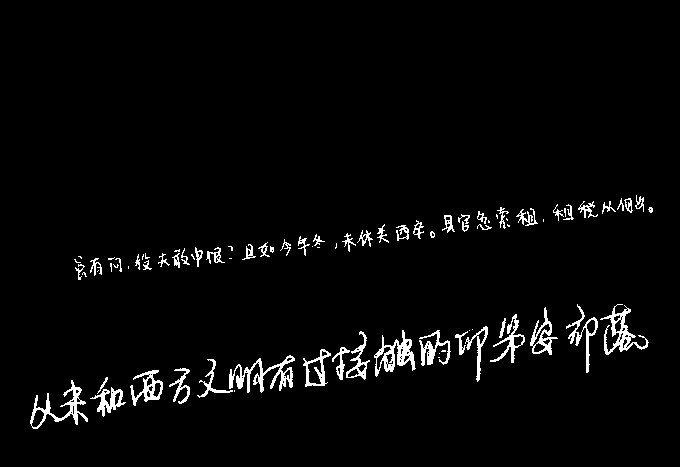 虽有问，役夫敢申恨？且如今年冬，未休关西卒。县官急索租，租税从何出。
从来和西方文明有过接触的印第安部落